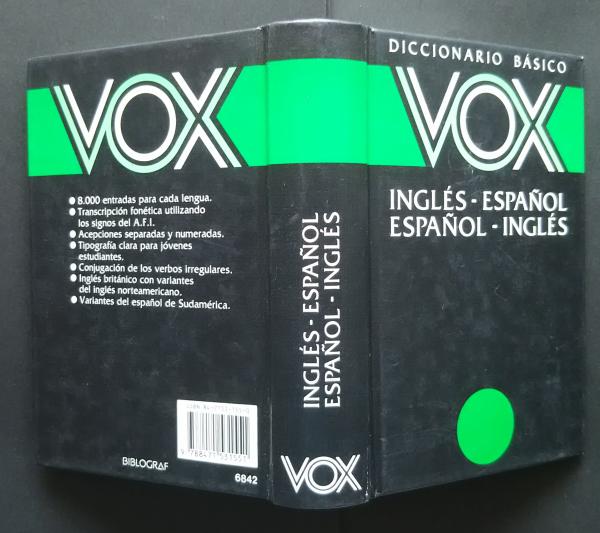 VOX
● 8.000 entradas para cada lengua.
● Transcripción fonética utilizando
los signos del A.F.I.
● Acepciones separadas y numeradas.
● Tipografía clara para jóvenes
estudiantes.
● Conjugación de los verbos irregulares.
● Inglés británico con variantes
del inglés norteamericano.
● Variantes del español de Sudamérica.
9788471531551
BIBLOGRAF
6842
INGLÉS - ESPAÑOL
ESPAÑOL - INGLÉS
VOX
DICCIONARIO BÁSICO
VOX
INGLÉS - ESPAÑOL
ESPAÑOL - INGLÉS